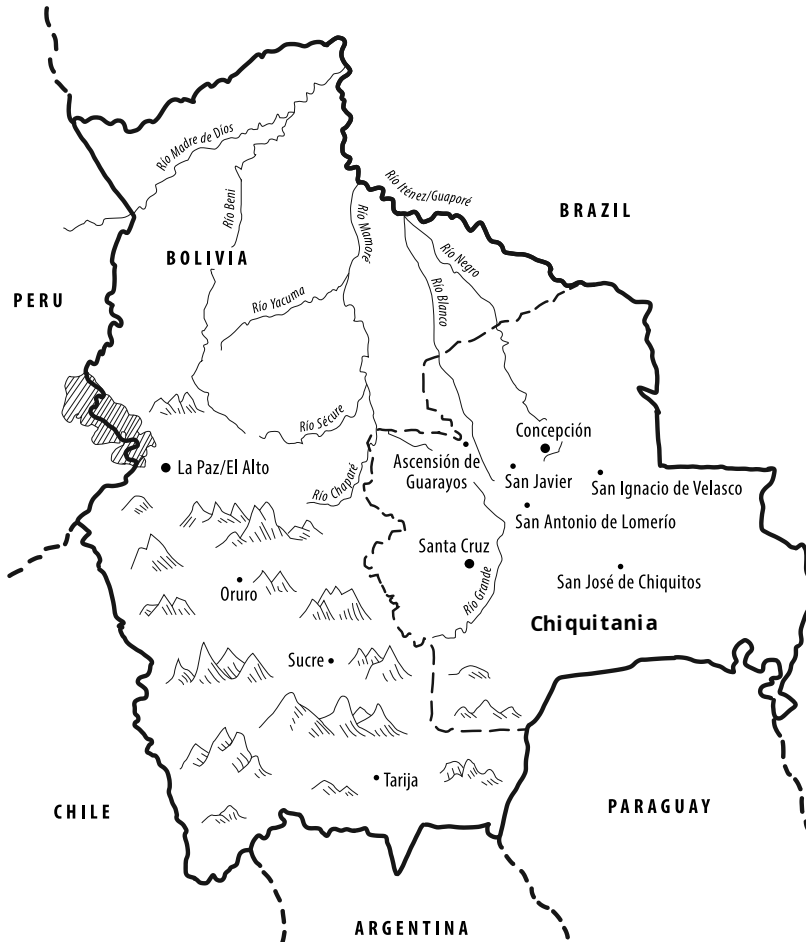 Río Madre de Dios
Río Beni
Río Iténez/Guaporé
BRAZIL
Río Mamoré
BOLIVIA
Río Negro
PERU
Río Yacuma
Río Blanco
Río Sécure
Concepción
La Paz/El Alto
Ascensión de
Guarayos
San Javier
San Ignacio de Velasco
Río Chaparé
San Antonio de Lomerío
Santa Cruz
Oruro
San José de Chiquitos
Río Grande
Chiquitania
Sucre
Tarija
CHILE
PARAGUAY
ARGENTINA